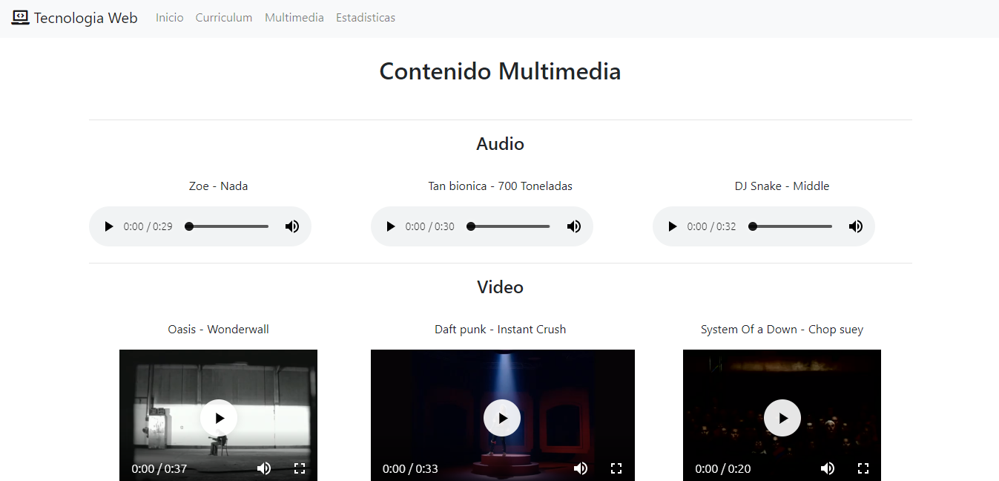 Tecnologia Web Inicio Curriculum Multimedia Estadisticas
Contenido Multimedia
Audio
Zoe - Nada Tan bionica - 700 Toneladas DJ Snake - Middle
0:00 / 0:29 0:00 / 0:30 0:00 / 0:32
Video
Oasis - Wonderwall Daft punk - Instant Crush System Of a Down - Chop suey
0:00 / 0:37 0:00 / 0:33 0:00 / 0:20